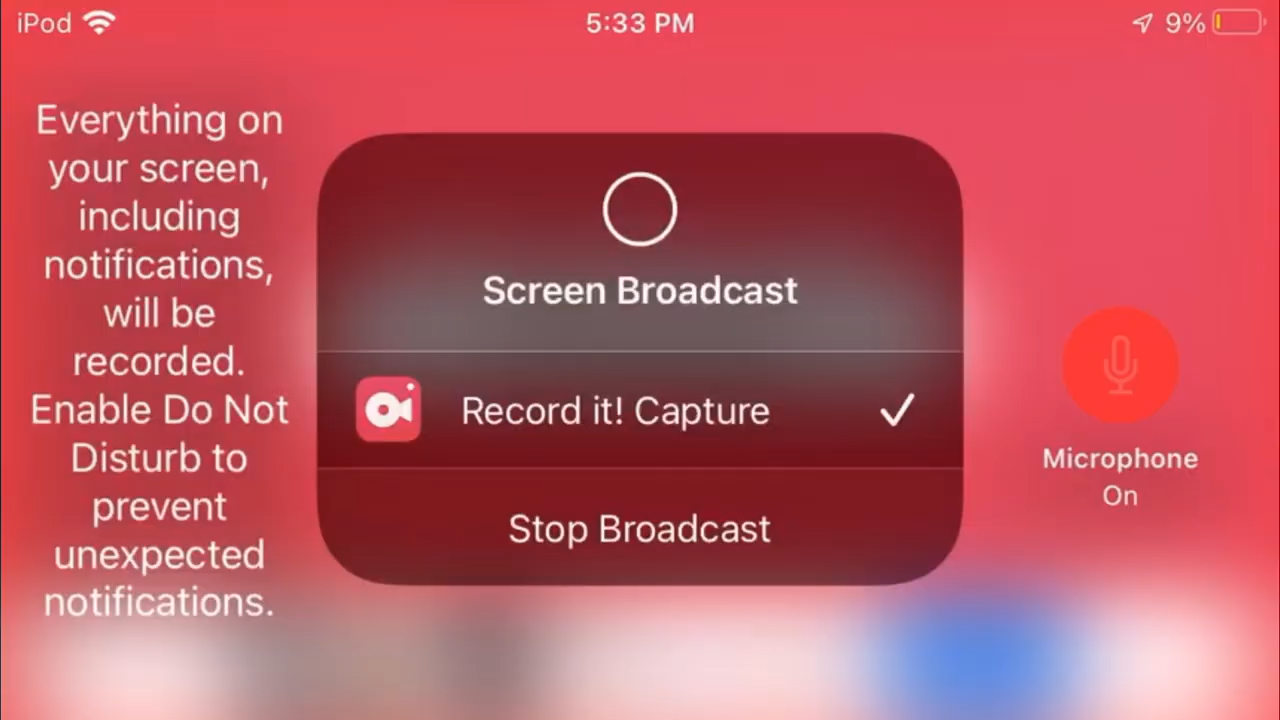 iPod
5:33 PM
9%
Everything on
your screen,
including
notifications,
will be
recorded.
Enable Do Not
Disturb to
prevent
unexpected
notifications.
Screen Broadcast
Record it! Capture
Stop Broadcast
Microphone
On